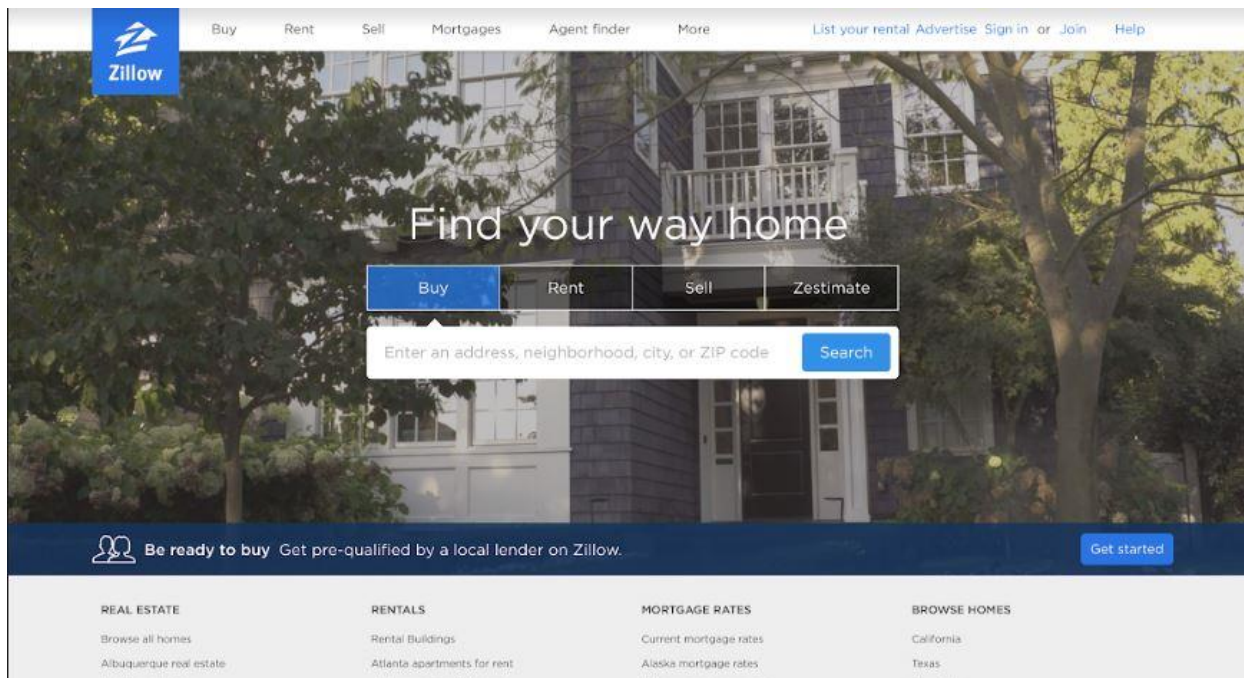 Zillow
Buy Rent Sell Mortgages Agent finder More List your rental Advertise Sign in or Join Help
Find your way home
Buy Rent Sell Zestimate
Enter an address, neighborhood, city, or ZIP code Search
Be ready to buy Get pre-qualified by a local lender on Zillow. Get started
REAL ESTATE RENTALS MORTGAGE RATES BROWSE HOMES
Browse all homes Rental Buildings Current mortgage rates California
Albuquerque real estate Atlanta apartments for rent Alaska mortgage rates Texas